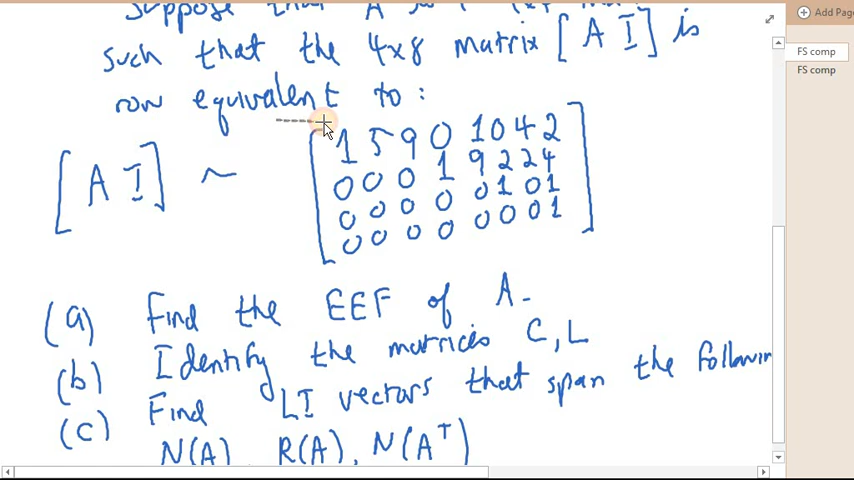 suppose that A
such that the 4x8 matrix [ A I ] is
row equivalent to :
[ A I ] ~
1 5 9 0 1 0 4 2
0 0 0 1 9 2 2 4
0 0 0 0 0 1 0 1
0 0 0 0 0 0 0 1
(a) Find the EEF of A.
(b) Identify the matrices C, L
(c) Find LI vectors that span the followin
N(A), R(A), N(A^T)
Add Page
FS comp
FS comp